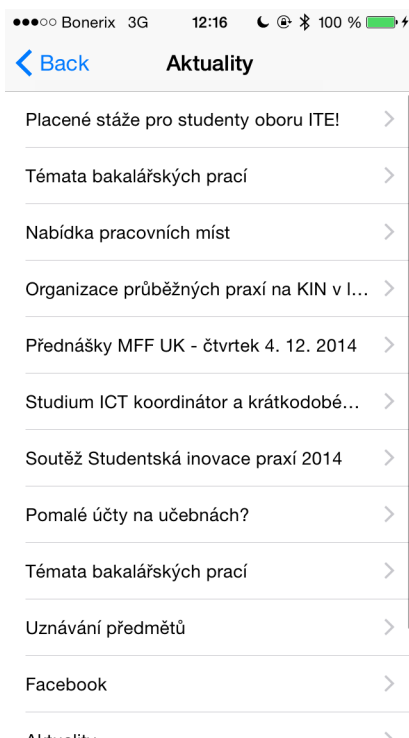 Bonerix 3G 12:16 100 %
Back Aktuality
Placené stáže pro studenty oboru ITE!
Témata bakalářských prací
Nabídka pracovních míst
Organizace průběžných praxí na KIN v l...
Přednášky MFF UK - čtvrtek 4. 12. 2014
Studium ICT koordinátor a krátkodobé...
Soutěž Studentská inovace praxí 2014
Pomalé účty na učebnách?
Témata bakalářských prací
Uznávání předmětů
Facebook
Aktuality